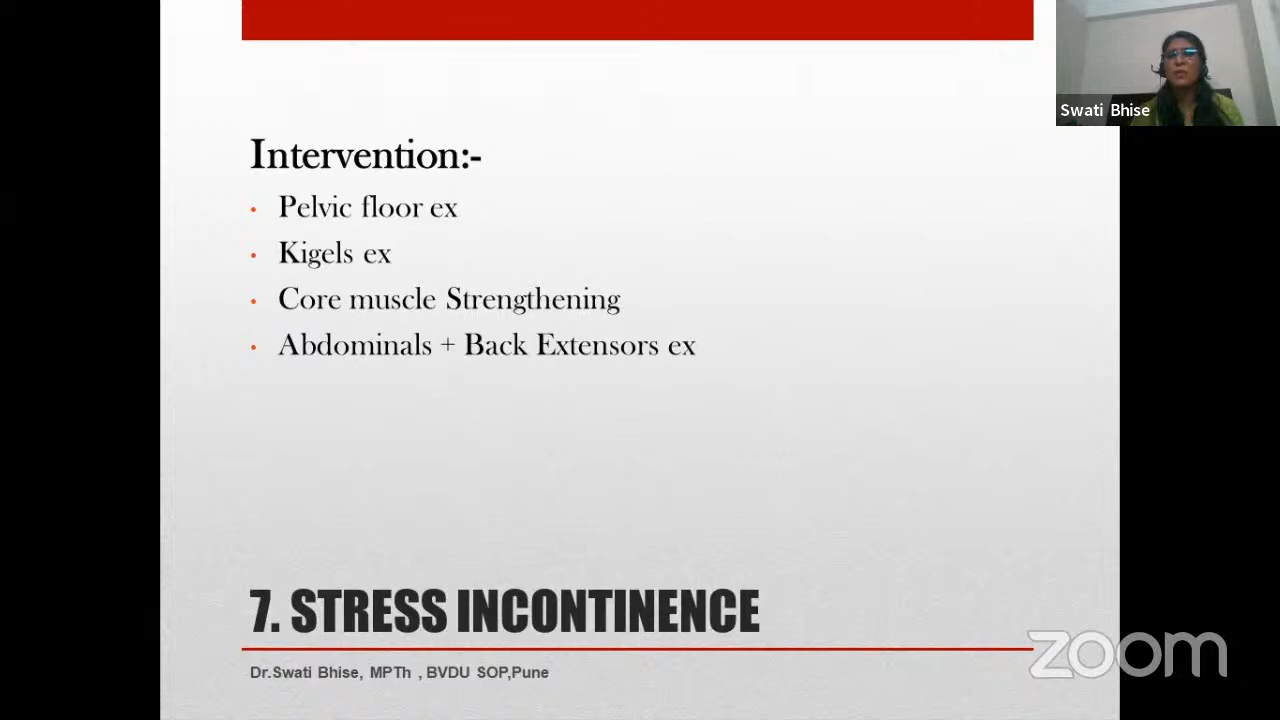 Swati Bhise
Intervention:-
• Pelvic floor ex
• Kigels ex
• Core muscle Strengthening
• Abdominals + Back Extensors ex
7. STRESS INCONTINENCE
Dr.Swati Bhise, MPTh , BVDU SOP,Pune
zoom